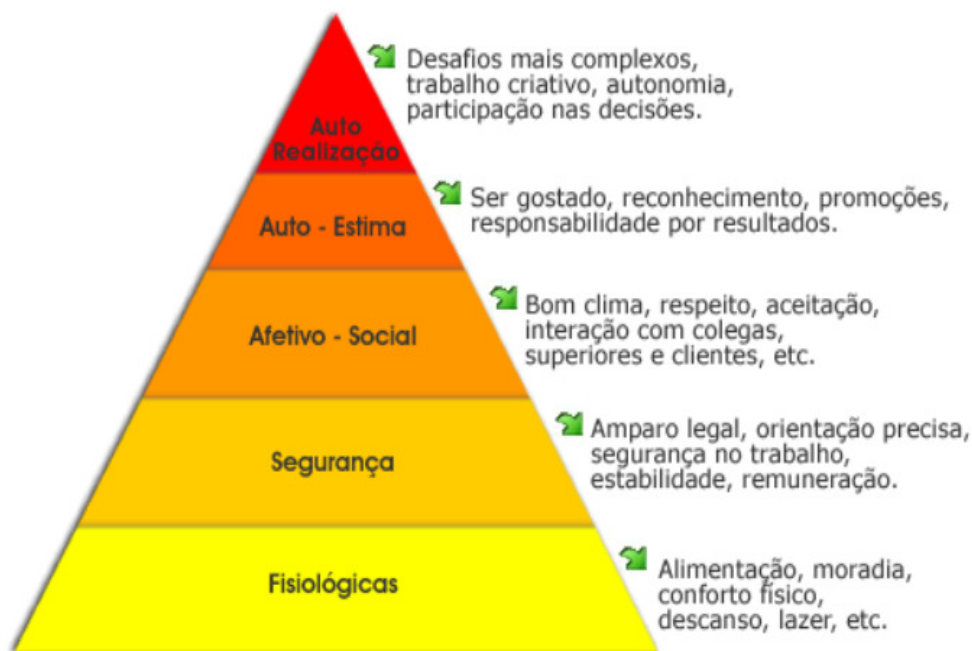 Desafios mais complexos,
trabalho criativo, autonomia,
participação nas decisões.
Auto
Realização
Ser gostado, reconhecimento, promoções,
responsabilidade por resultados.
Auto - Estima
Bom clima, respeito, aceitação,
interação com colegas,
superiores e clientes, etc.
Afetivo - Social
Amparo legal, orientação precisa,
segurança no trabalho,
estabilidade, remuneração.
Segurança
Alimentação, moradia,
conforto físico,
descanso, lazer, etc.
Fisiológicas